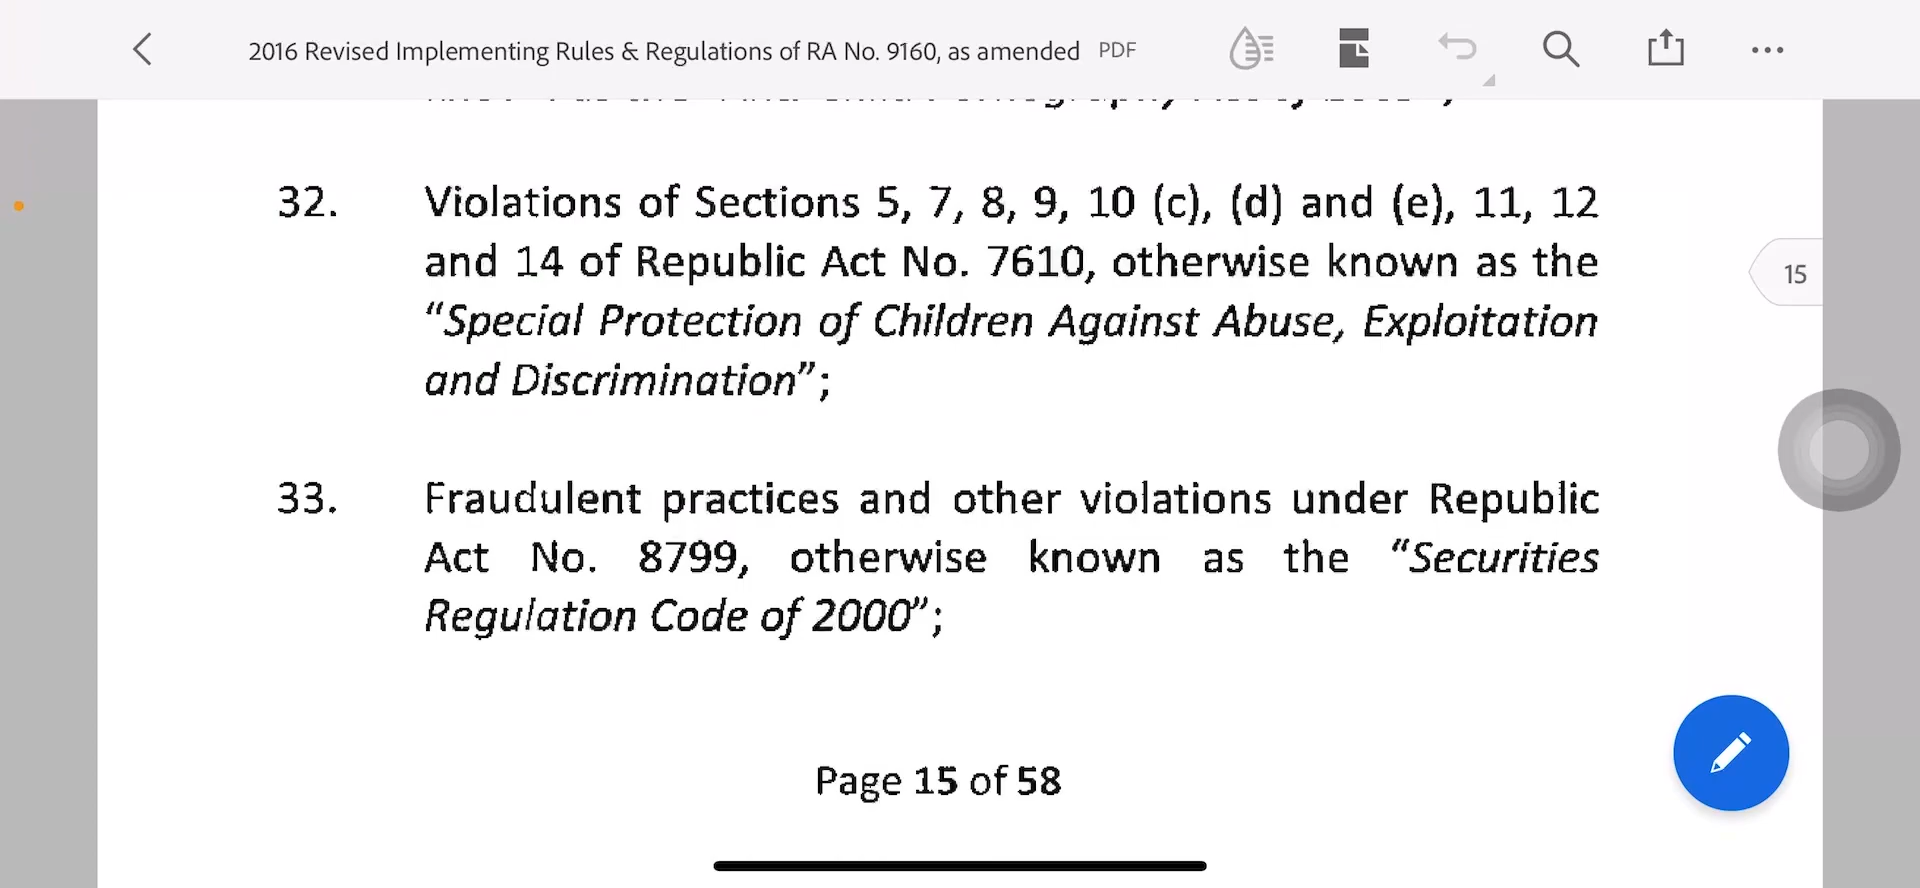 2016 Revised Implementing Rules & Regulations of RA No. 9160, as amended PDF
32. Violations of Sections 5, 7, 8, 9, 10 (c), (d) and (e), 11, 12
and 14 of Republic Act No. 7610, otherwise known as the
“Special Protection of Children Against Abuse, Exploitation
and Discrimination”;
15
33. Fraudulent practices and other violations under Republic
Act No. 8799, otherwise known as the “Securities
Regulation Code of 2000”;
Page 15 of 58